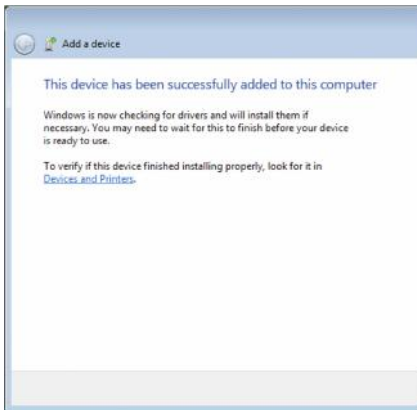 Add a device
This device has been successfully added to this computer
Windows is now checking for drivers and will install them if
necessary. You may need to wait for this to finish before your device
is ready to use.
To verify if this device finished installing properly, look for it in
Devices and Printers.